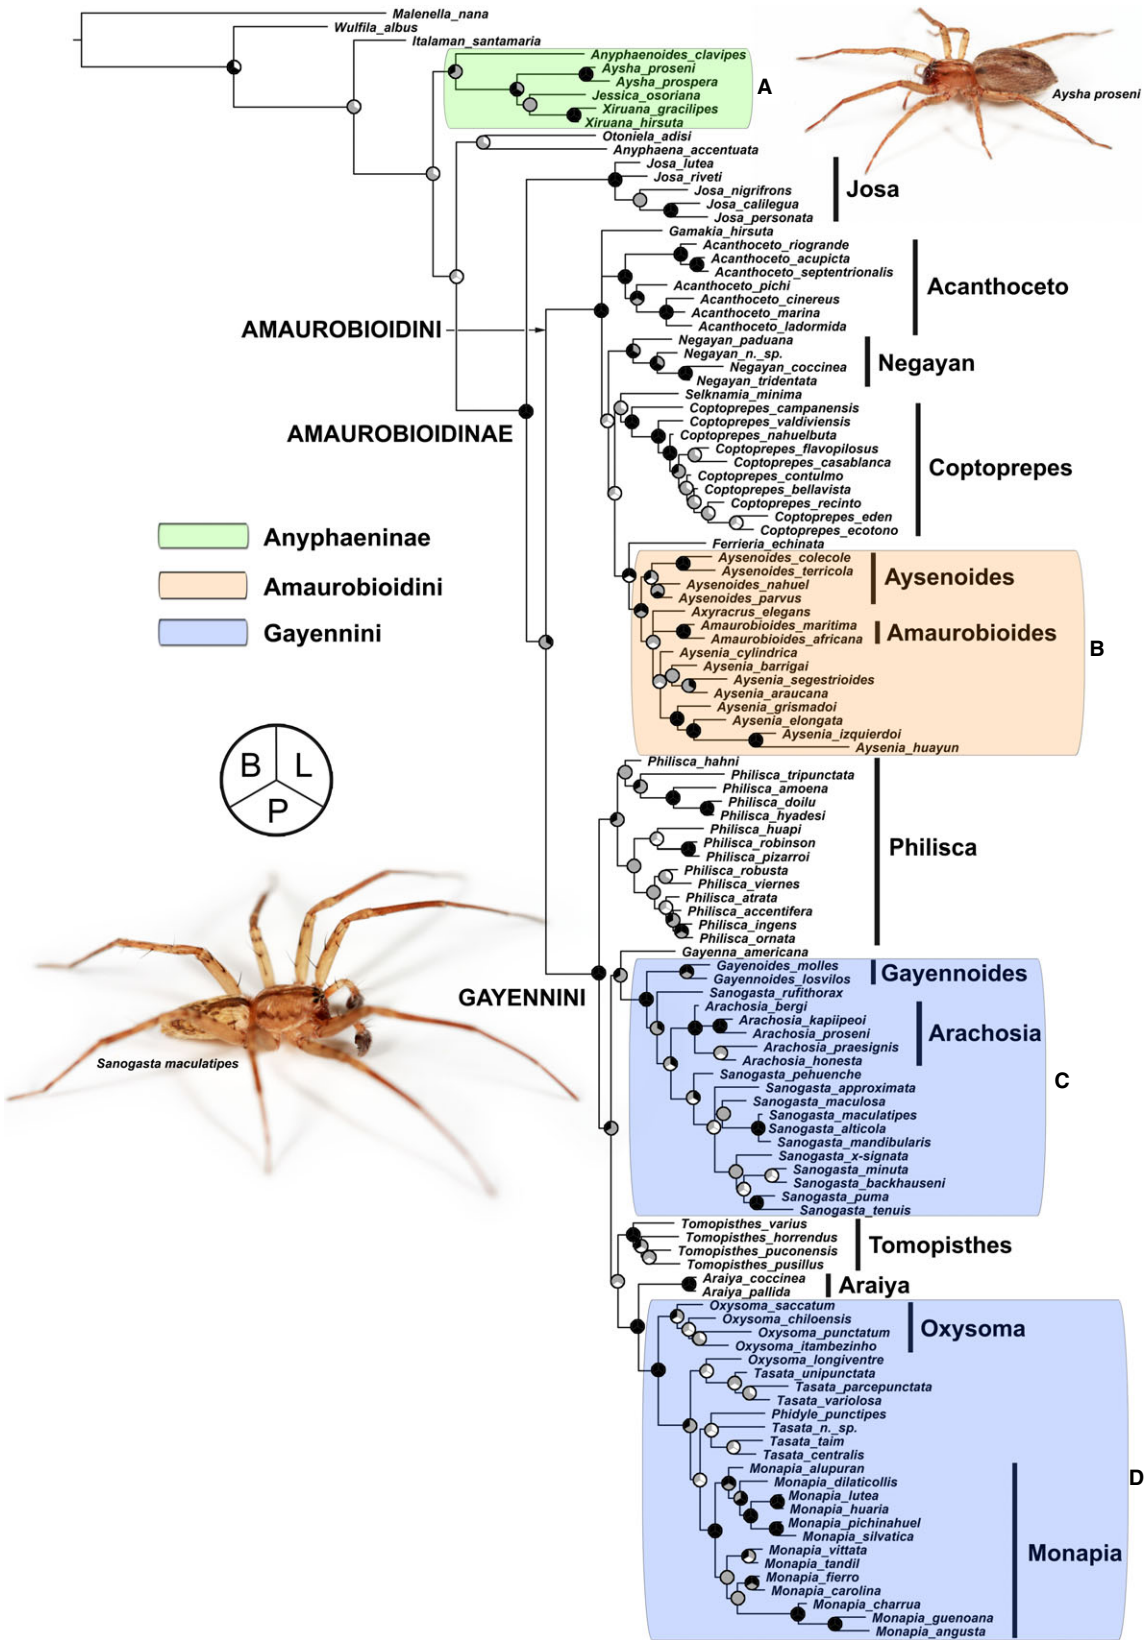 Malenella_nana
Wulfila_albus
Italaman_santamaria
Anyphaenoides_clavipes
Aysha_proseni
Aysha_prospera
Jessica_osoriana
Xiruana_gracilipes
Xiruana_hirsuta
A
Aysha proseni
Otoniela_adisi
Anyphaena_accentuata
Josa_lutea
Josa_riveti
Josa_nigrifrons
Josa_calilegua
Josa_personata
Josa
Gamakia_hirsuta
Acanthoceto_riogrande
Acanthoceto_acupicta
Acanthoceto_septentrionalis
Acanthoceto_pichi
Acanthoceto_cinereus
Acanthoceto_marina
Acanthoceto_ladormida
Acanthoceto
AMAUROBIOIDINI
Negayan_paduana
Negayan_n._sp.
Negayan_coccinea
Negayan_tridentata
Negayan
Selknamia_minima
Coptoprepes_campanensis
Coptoprepes_valdiviensis
Coptoprepes_nahuelbuta
Coptoprepes_flavopilosus
Coptoprepes_casablanca
Coptoprepes_contulmo
Coptoprepes_bellavista
Coptoprepes_recinto
Coptoprepes_eden
Coptoprepes_ecotono
Coptoprepes
AMAUROBIOIDINAE
Anyphaeninae
Amaurobioidini
Gayennini
Ferrieria_echinata
Aysenoides_colecole
Aysenoides_terricola
Aysenoides_nahuel
Aysenoides_parvus
Aysenoides
Axyracrus_elegans
Amaurobioides_maritima
Amaurobioides_africana
Amaurobioides
Aysenia_cylindrica
Aysenia_barrigai
Aysenia_segestrioides
Aysenia_araucana
Aysenia_grismadoi
Aysenia_elongata
Aysenia_izquierdoi
Aysenia_huayun
B
B L
P
Philisca_hahni
Philisca_tripunctata
Philisca_amoena
Philisca_doilu
Philisca_hyadesi
Philisca_huapi
Philisca_robinson
Philisca_pizarroi
Philisca_robusta
Philisca_viernes
Philisca_atrata
Philisca_accentifera
Philisca_ingens
Philisca_ornata
Philisca
Gayenna_americana
Gayenoides_molles
Gayennoides_losvilos
Gayennoides
GAYENNINI
Sanogasta_rufithorax
Arachosia_bergi
Arachosia_kapiipeoi
Arachosia_proseni
Arachosia_praesignis
Arachosia_honesta
Arachosia
Sanogasta_pehuenche
Sanogasta_approximata
Sanogasta_maculosa
Sanogasta_maculatipes
Sanogasta_alticola
Sanogasta_mandibularis
Sanogasta_x-signata
Sanogasta_minuta
Sanogasta_backhauseni
Sanogasta_puma
Sanogasta_tenuis
C
Sanogasta maculatipes
Tomopisthes_varius
Tomopisthes_horrendus
Tomopisthes_puconensis
Tomopisthes_pusillus
Tomopisthes
Araiya_coccinea
Araiya_pallida
Araiya
Oxysoma_saccatum
Oxysoma_chiloensis
Oxysoma_punctatum
Oxysoma_itambezinho
Oxysoma
Oxysoma_longiventre
Tasata_unipunctata
Tasata_parcepunctata
Tasata_variolosa
Phidyle_punctipes
Tasata_n._sp.
Tasata_taim
Tasata_centralis
Monapia_alupuran
Monapia_dilaticollis
Monapia_lutea
Monapia_huaria
Monapia_pichinahuel
Monapia_silvatica
Monapia_vittata
Monapia_tandil
Monapia_fierro
Monapia_carolina
Monapia_charrua
Monapia_guenoana
Monapia_angusta
Monapia
D